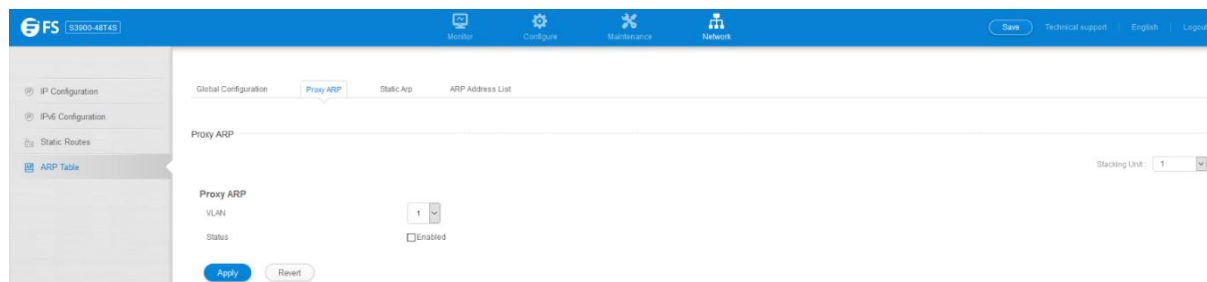 FS S3900-48T4S
Monitor Configure Maintenance Network
Save Technical support | English | Logout
IP Configuration
IPv6 Configuration
Static Routes
ARP Table
Global Configuration Proxy ARP Static Arp ARP Address List
Proxy ARP
Stacking Unit : 1
Proxy ARP
VLAN 1
Status Enabled
Apply Revert